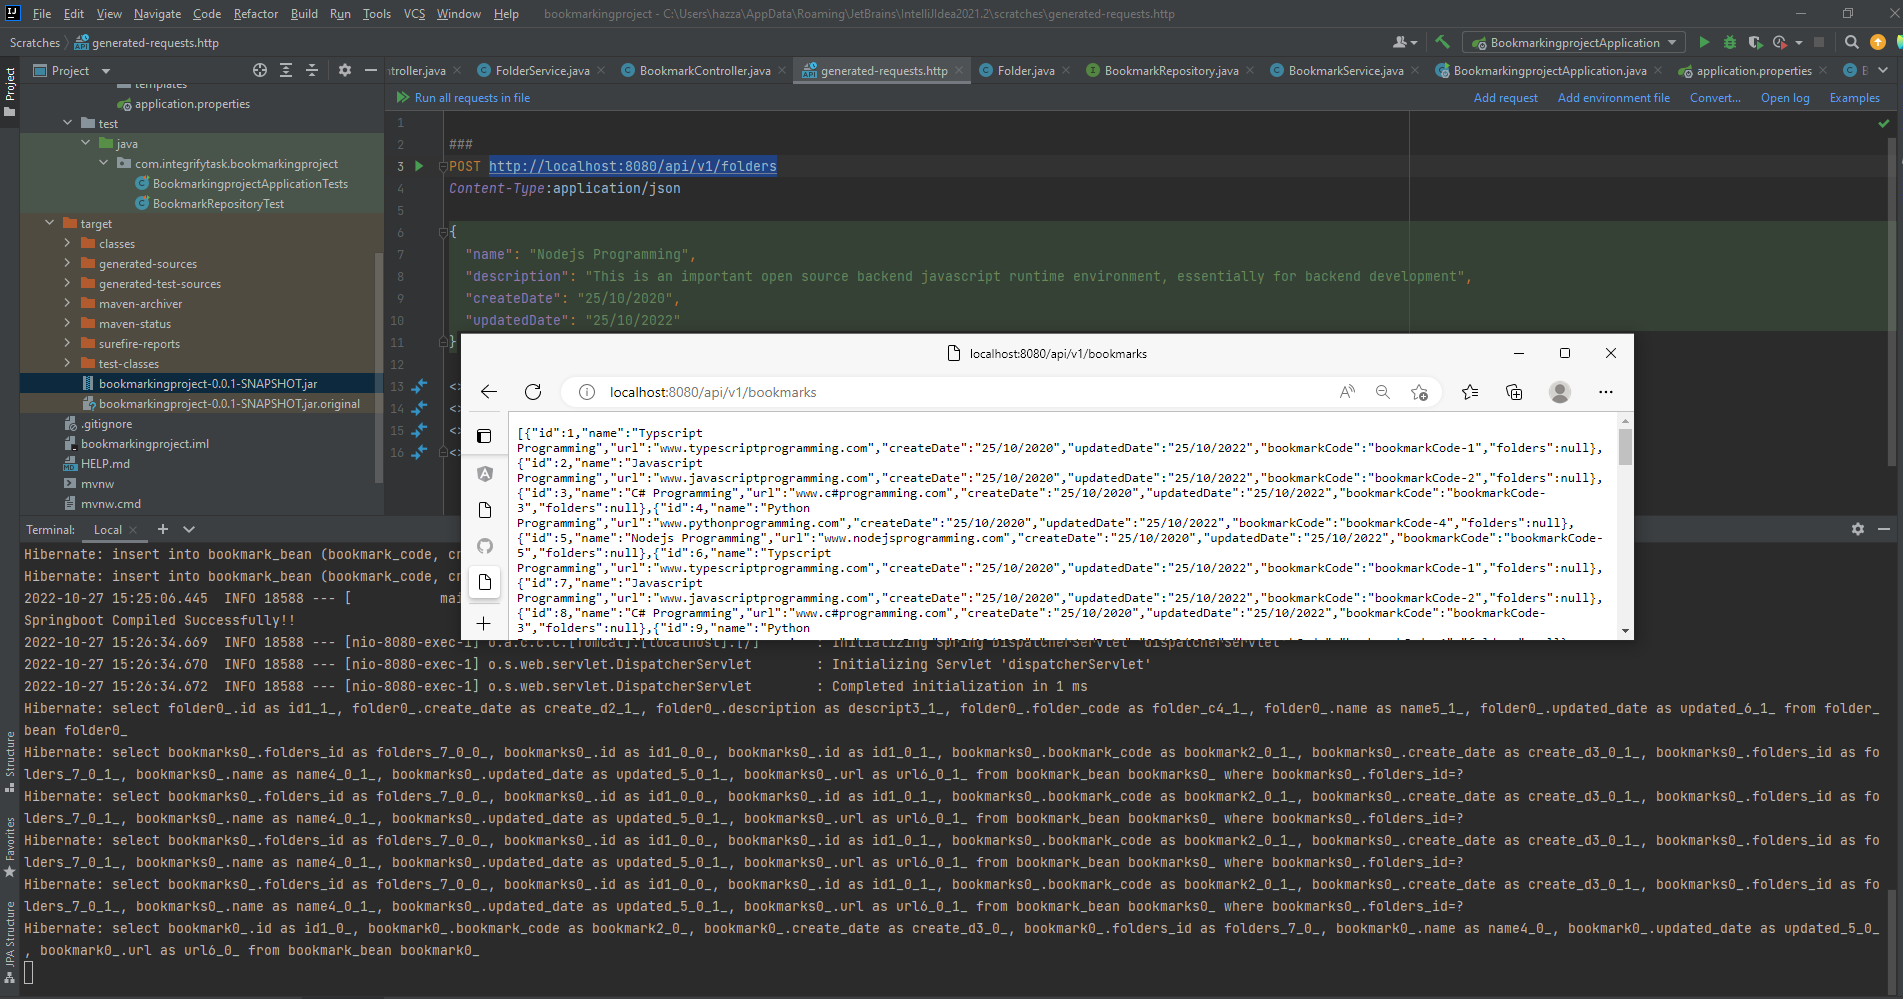 File Edit View Navigate Code Refactor Build Run Tools VCS Window Help bookmarkingproject - C:\Users\hazza\AppData\Roaming\JetBrains\IntelliJIdea2021.2\scratches\generated-requests.http
Scratches generated-requests.http BookmarkingprojectApplication
Project
ntroller.java FolderService.java BookmarkController.java generated-requests.http Folder.java BookmarkRepository.java BookmarkService.java BookmarkingprojectApplication.java application.properties
Run all requests in file Add request Add environment file Convert... Open log Examples
templates
application.properties
test
java
com.integrifytask.bookmarkingproject
BookmarkingprojectApplicationTests
BookmarkRepositoryTest
target
classes
generated-sources
generated-test-sources
maven-archiver
maven-status
surefire-reports
test-classes
bookmarkingproject-0.0.1-SNAPSHOT.jar
bookmarkingproject-0.0.1-SNAPSHOT.jar.original
.gitignore
bookmarkingproject.iml
HELP.md
mvnw
mvnw.cmd
1
2 ###
3 POST http://localhost:8080/api/v1/folders
4 Content-Type:application/json
5
6 {
7 "name": "Nodejs Programming",
8 "description": "This is an important open source backend javascript runtime environment, essentially for backend development",
9 "createDate": "25/10/2020",
10 "updatedDate": "25/10/2022"
11 }
12
13 <>
14 <>
15 <>
16 <>
localhost:8080/api/v1/bookmarks
localhost:8080/api/v1/bookmarks
[{"id":1,"name":"Typscript
Programming","url":"www.typescriptprogramming.com","createDate":"25/10/2020","updatedDate":"25/10/2022","bookmarkCode":"bookmarkCode-1","folders":null},
{"id":2,"name":"Javascript
Programming","url":"www.javascriptprogramming.com","createDate":"25/10/2020","updatedDate":"25/10/2022","bookmarkCode":"bookmarkCode-2","folders":null},
{"id":3,"name":"C# Programming","url":"www.c#programming.com","createDate":"25/10/2020","updatedDate":"25/10/2022","bookmarkCode":"bookmarkCode-
3","folders":null},{"id":4,"name":"Python
Programming","url":"www.pythonprogramming.com","createDate":"25/10/2020","updatedDate":"25/10/2022","bookmarkCode":"bookmarkCode-4","folders":null},
{"id":5,"name":"Nodejs Programming","url":"www.nodejsprogramming.com","createDate":"25/10/2020","updatedDate":"25/10/2022","bookmarkCode":"bookmarkCode-
5","folders":null},{"id":6,"name":"Typscript
Programming","url":"www.typescriptprogramming.com","createDate":"25/10/2020","updatedDate":"25/10/2022","bookmarkCode":"bookmarkCode-1","folders":null},
{"id":7,"name":"Javascript
Programming","url":"www.javascriptprogramming.com","createDate":"25/10/2020","updatedDate":"25/10/2022","bookmarkCode":"bookmarkCode-2","folders":null},
{"id":8,"name":"C# Programming","url":"www.c#programming.com","createDate":"25/10/2020","updatedDate":"25/10/2022","bookmarkCode":"bookmarkCode-
3","folders":null},{"id":9,"name":"Python
Terminal: Local
Hibernate: insert into bookmark_bean (bookmark_code, cr
Hibernate: insert into bookmark_bean (bookmark_code, cr
2022-10-27 15:25:06.445 INFO 18588 --- [ mai
Springboot Compiled Successfully!!
2022-10-27 15:26:34.669 INFO 18588 --- [nio-8080-exec-1] o.a.c.c.C.[Tomcat].[localhost].[/] : Initializing Spring DispatcherServlet 'dispatcherServlet'
2022-10-27 15:26:34.670 INFO 18588 --- [nio-8080-exec-1] o.s.web.servlet.DispatcherServlet : Initializing Servlet 'dispatcherServlet'
2022-10-27 15:26:34.672 INFO 18588 --- [nio-8080-exec-1] o.s.web.servlet.DispatcherServlet : Completed initialization in 1 ms
Hibernate: select folder0_.id as id1_1_, folder0_.create_date as create_d2_1_, folder0_.description as descript3_1_, folder0_.folder_code as folder_c4_1_, folder0_.name as name5_1_, folder0_.updated_date as updated_6_1_ from folder_
bean folder0_
Hibernate: select bookmarks0_.folders_id as folders_7_0_0_, bookmarks0_.id as id1_0_0_, bookmarks0_.id as id1_0_1_, bookmarks0_.bookmark_code as bookmark2_0_1_, bookmarks0_.create_date as create_d3_0_1_, bookmarks0_.folders_id as fo
lders_7_0_1_, bookmarks0_.name as name4_0_1_, bookmarks0_.updated_date as updated_5_0_1_, bookmarks0_.url as url6_0_1_ from bookmark_bean bookmarks0_ where bookmarks0_.folders_id=?
Hibernate: select bookmarks0_.folders_id as folders_7_0_0_, bookmarks0_.id as id1_0_0_, bookmarks0_.id as id1_0_1_, bookmarks0_.bookmark_code as bookmark2_0_1_, bookmarks0_.create_date as create_d3_0_1_, bookmarks0_.folders_id as fo
lders_7_0_1_, bookmarks0_.name as name4_0_1_, bookmarks0_.updated_date as updated_5_0_1_, bookmarks0_.url as url6_0_1_ from bookmark_bean bookmarks0_ where bookmarks0_.folders_id=?
Hibernate: select bookmarks0_.folders_id as folders_7_0_0_, bookmarks0_.id as id1_0_0_, bookmarks0_.id as id1_0_1_, bookmarks0_.bookmark_code as bookmark2_0_1_, bookmarks0_.create_date as create_d3_0_1_, bookmarks0_.folders_id as fo
lders_7_0_1_, bookmarks0_.name as name4_0_1_, bookmarks0_.updated_date as updated_5_0_1_, bookmarks0_.url as url6_0_1_ from bookmark_bean bookmarks0_ where bookmarks0_.folders_id=?
Hibernate: select bookmarks0_.folders_id as folders_7_0_0_, bookmarks0_.id as id1_0_0_, bookmarks0_.id as id1_0_1_, bookmarks0_.bookmark_code as bookmark2_0_1_, bookmarks0_.create_date as create_d3_0_1_, bookmarks0_.folders_id as fo
lders_7_0_1_, bookmarks0_.name as name4_0_1_, bookmarks0_.updated_date as updated_5_0_1_, bookmarks0_.url as url6_0_1_ from bookmark_bean bookmarks0_ where bookmarks0_.folders_id=?
Hibernate: select bookmark0_.id as id1_0_, bookmark0_.bookmark_code as bookmark2_0_, bookmark0_.create_date as create_d3_0_, bookmark0_.folders_id as folders_7_0_, bookmark0_.name as name4_0_, bookmark0_.updated_date as updated_5_0_
, bookmark0_.url as url6_0_ from bookmark_bean bookmark0_
Project
Structure
Favorites
JPA Structure